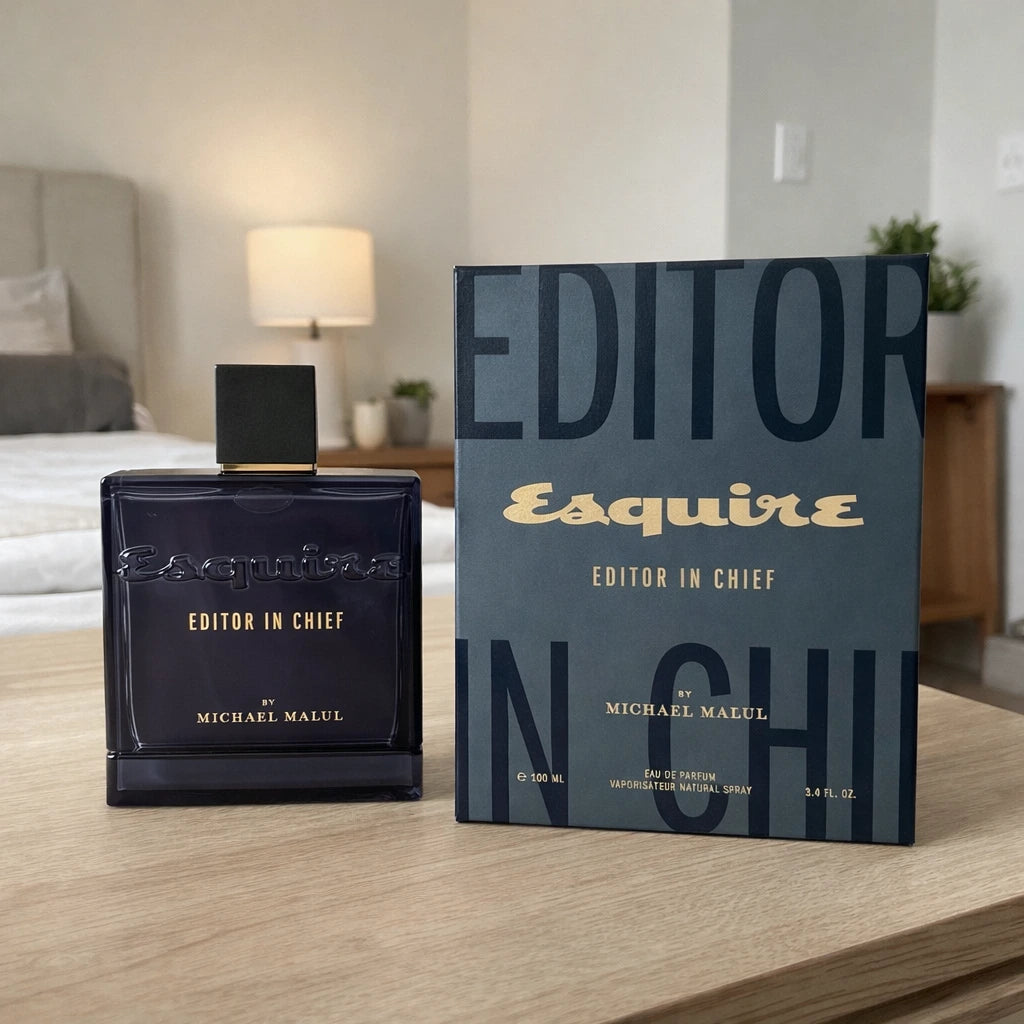 Esquire
EDITOR IN CHIEF
BY
MICHAEL MALUL
EDITOR
Esquire
EDITOR IN CHIEF
IN CHI
BY
MICHAEL MALUL
℮ 100 ML
EAU DE PARFUM
VAPORISATEUR NATURAL SPRAY
3.4 FL. OZ.